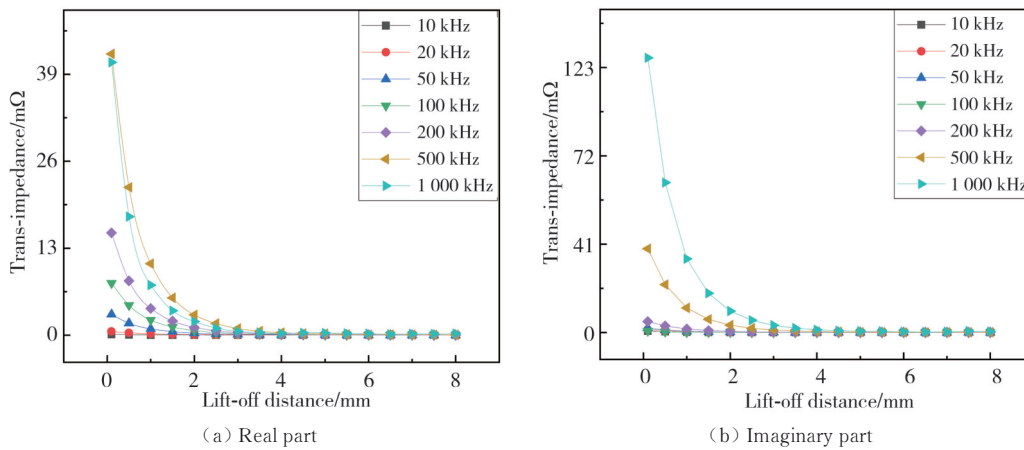 39
26
13
0
Trans-impedance/mΩ
10 kHz
20 kHz
50 kHz
100 kHz
200 kHz
500 kHz
1 000 kHz
0
2
4
6
8
Lift-off distance/mm
(a) Real part
123
72
41
0
Trans-impedance/mΩ
10 kHz
20 kHz
50 kHz
100 kHz
200 kHz
500 kHz
1 000 kHz
0
2
4
6
8
Lift-off distance/mm
(b) Imaginary part